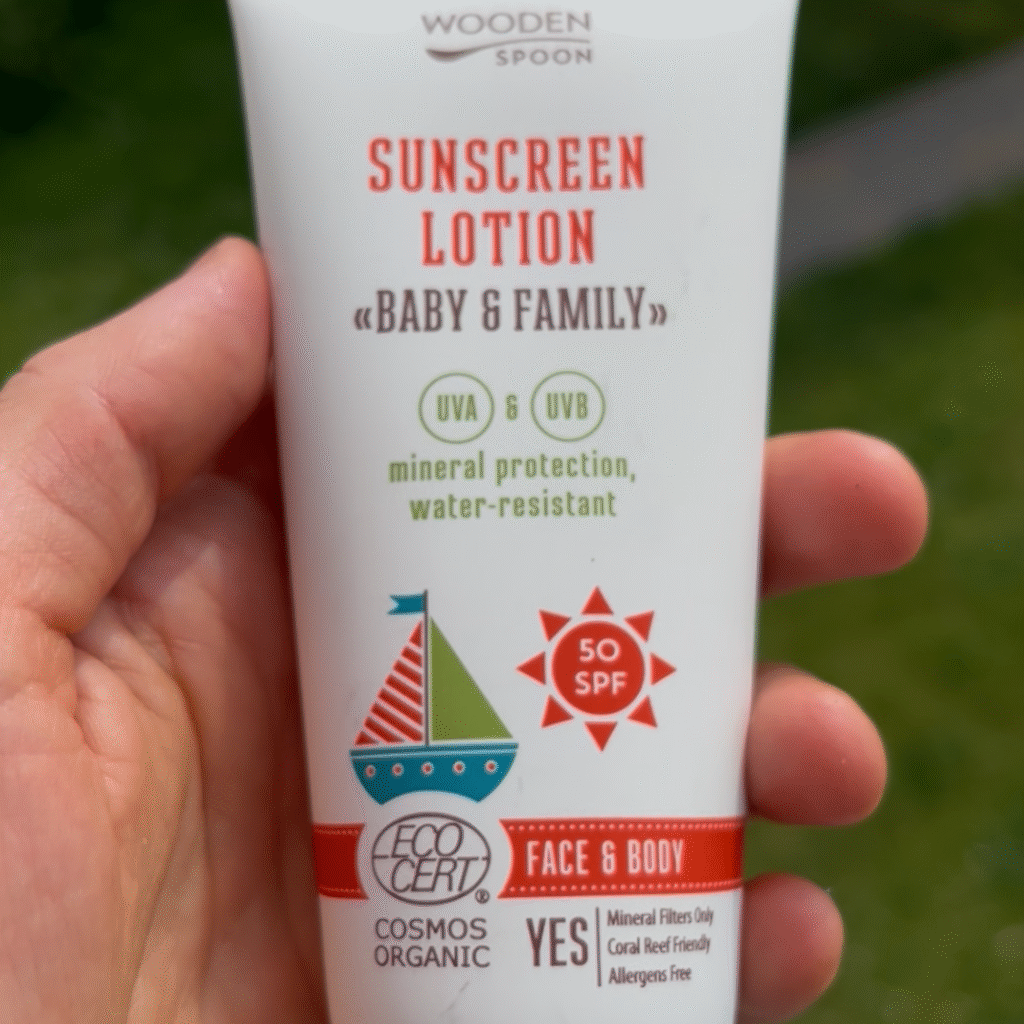 WOODEN
SPOON
SUNSCREEN
LOTION
«BABY & FAMILY»
UVA & UVB
mineral protection,
water-resistant
50
SPF
ECO
CERT®
COSMOS
ORGANIC
FACE & BODY
YES
Mineral Filters Only
Coral Reef Friendly
Allergens Free